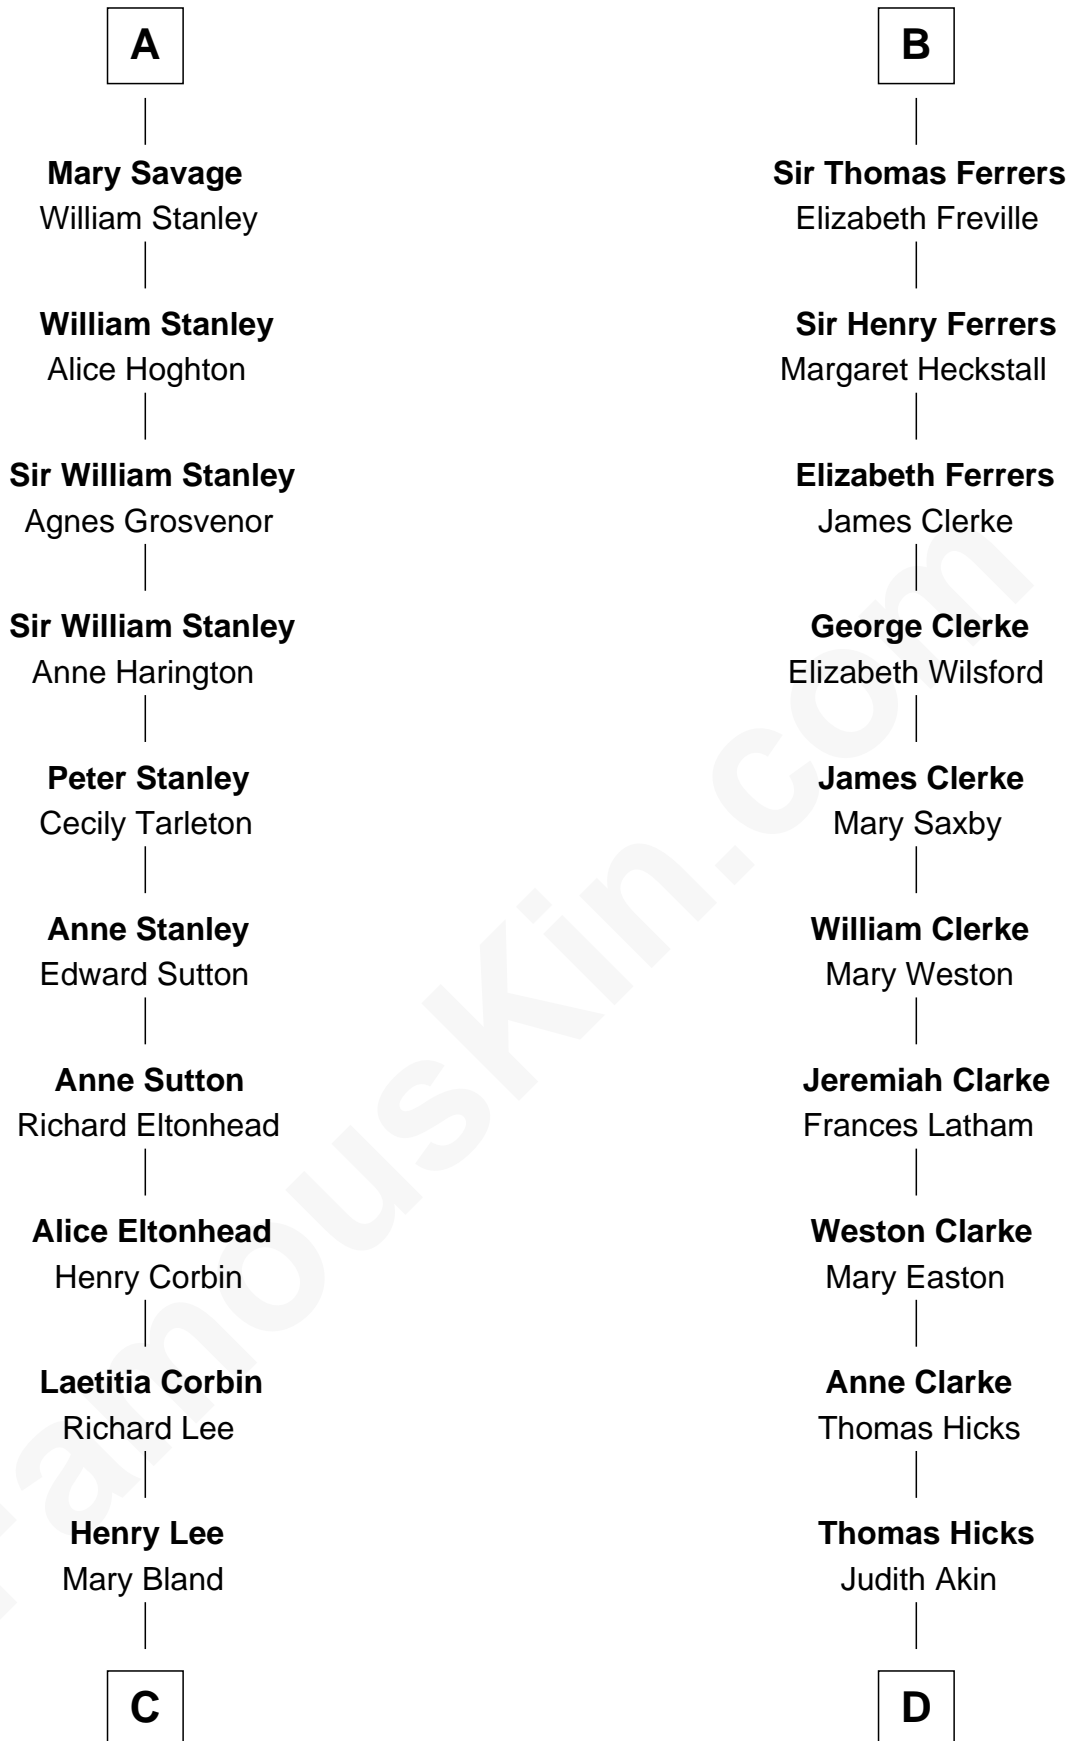 A
Mary Savage
William Stanley
William Stanley
Alice Hoghton
Sir William Stanley
Agnes Grosvenor
Sir William Stanley
Anne Harington
Peter Stanley
Cecily Tarleton
Anne Stanley
Edward Sutton
Anne Sutton
Richard Eltonhead
Alice Eltonhead
Henry Corbin
Laetitia Corbin
Richard Lee
Henry Lee
Mary Bland
C
B
Sir Thomas Ferrers
Elizabeth Freville
Sir Henry Ferrers
Margaret Heckstall
Elizabeth Ferrers
James Clerke
George Clerke
Elizabeth Wilsford
James Clerke
Mary Saxby
William Clerke
Mary Weston
Jeremiah Clarke
Frances Latham
Weston Clarke
Mary Easton
Anne Clarke
Thomas Hicks
Thomas Hicks
Judith Akin
D
FamousKin.com